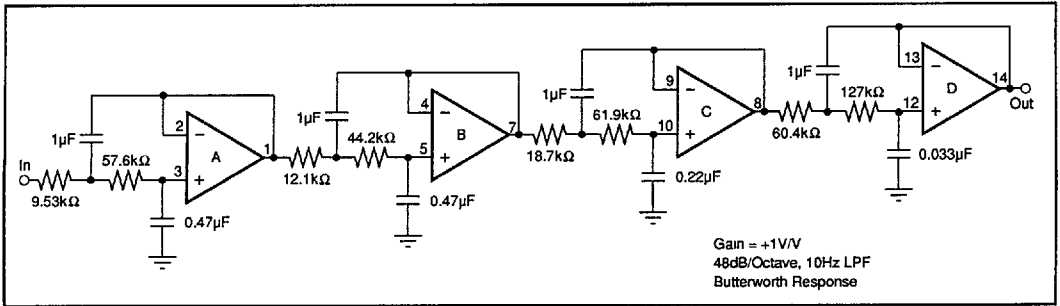 In
9.53kΩ
1µF
57.6kΩ
2
−
3
+
A
1
0.47µF
12.1kΩ
1µF
44.2kΩ
4
−
5
+
B
7
0.47µF
18.7kΩ
1µF
61.9kΩ
9
−
10
+
C
8
0.22µF
60.4kΩ
1µF
127kΩ
13
−
12
+
D
14
Out
0.033µF
Gain = +1V/V
48dB/Octave, 10Hz LPF
Butterworth Response